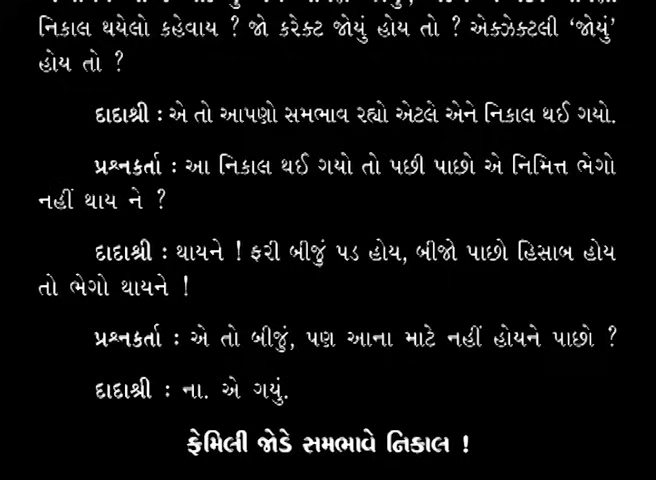 નિકાલ થયેલો કહેવાય ? જો કરેક્ટ જોયું હોય તો ? એક્ઝેક્ટલી ‘જોયું’
હોય તો ?
દાદાશ્રી : એ તો આપણો સમભાવ રહ્યો એટલે એને નિકાલ થઈ ગયો.
પ્રશ્નકર્તા : આ નિકાલ થઈ ગયો તો પછી પાછો એ નિમિત્ત ભેગો
નહીં થાય ને ?
દાદાશ્રી : થાયને ! ફરી બીજું પડ હોય, બીજો પાછો હિસાબ હોય
તો ભેગો થાયને !
પ્રશ્નકર્તા : એ તો બીજું, પણ આના માટે નહીં હોયને પાછો ?
દાદાશ્રી : ના. એ ગયું.
ફેમિલી જોડે સમભાવે નિકાલ !